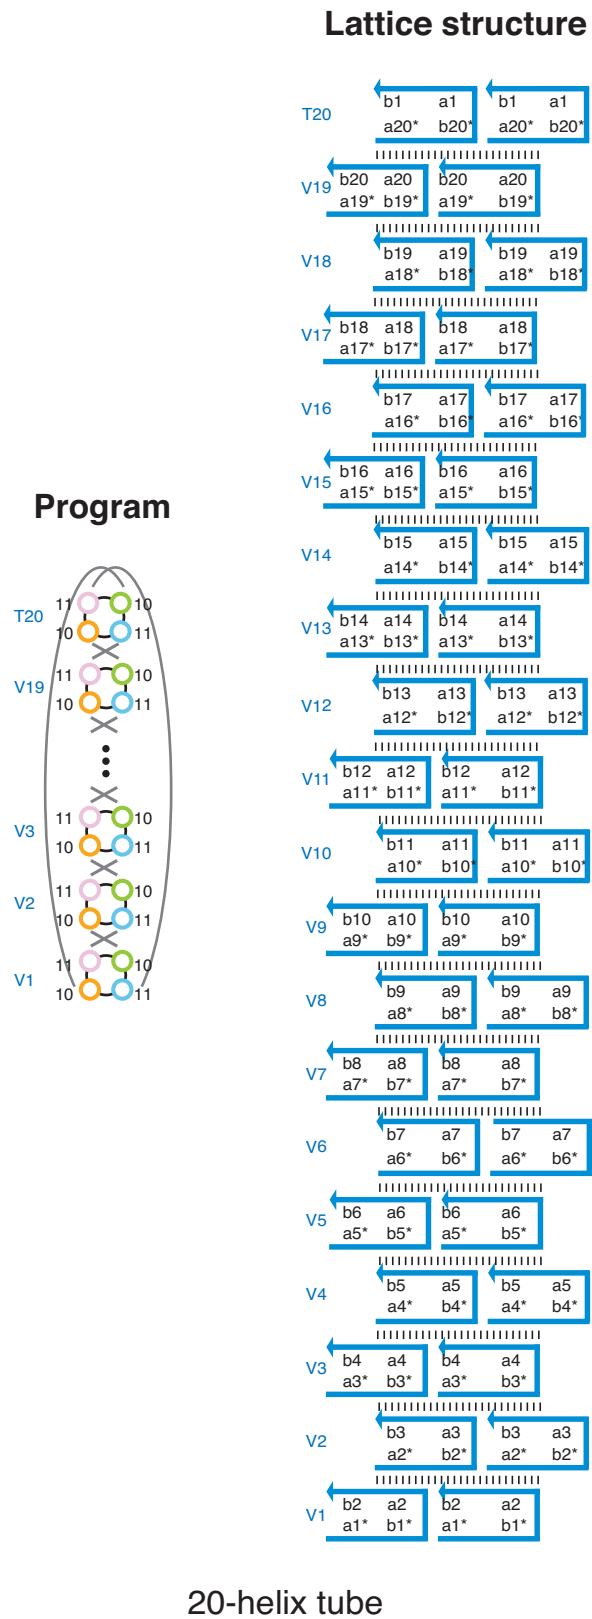 Lattice structure
T20
b1 a1 b1 a1
a20* b20* a20* b20*
V19
b20 a20 b20 a20
a19* b19* a19* b19*
V18
b19 a19 b19 a19
a18* b18* a18* b18*
V17
b18 a18 b18 a18
a17* b17* a17* b17*
V16
b17 a17 b17 a17
a16* b16* a16* b16*
V15
b16 a16 b16 a16
a15* b15* a15* b15*
V14
b15 a15 b15 a15
a14* b14* a14* b14*
V13
b14 a14 b14 a14
a13* b13* a13* b13*
V12
b13 a13 b13 a13
a12* b12* a12* b12*
V11
b12 a12 b12 a12
a11* b11* a11* b11*
V10
b11 a11 b11 a11
a10* b10* a10* b10*
V9
b10 a10 b10 a10
a9* b9* a9* b9*
V8
b9 a9 b9 a9
a8* b8* a8* b8*
V7
b8 a8 b8 a8
a7* b7* a7* b7*
V6
b7 a7 b7 a7
a6* b6* a6* b6*
V5
b6 a6 b6 a6
a5* b5* a5* b5*
V4
b5 a5 b5 a5
a4* b4* a4* b4*
V3
b4 a4 b4 a4
a3* b3* a3* b3*
V2
b3 a3 b3 a3
a2* b2* a2* b2*
V1
b2 a2 b2 a2
a1* b1* a1* b1*
Program
11 10
T20
10 11
11 10
V19
10 11
11 10
V3
10 11
11 10
V2
10 11
11 10
V1
10 11
20-helix tube